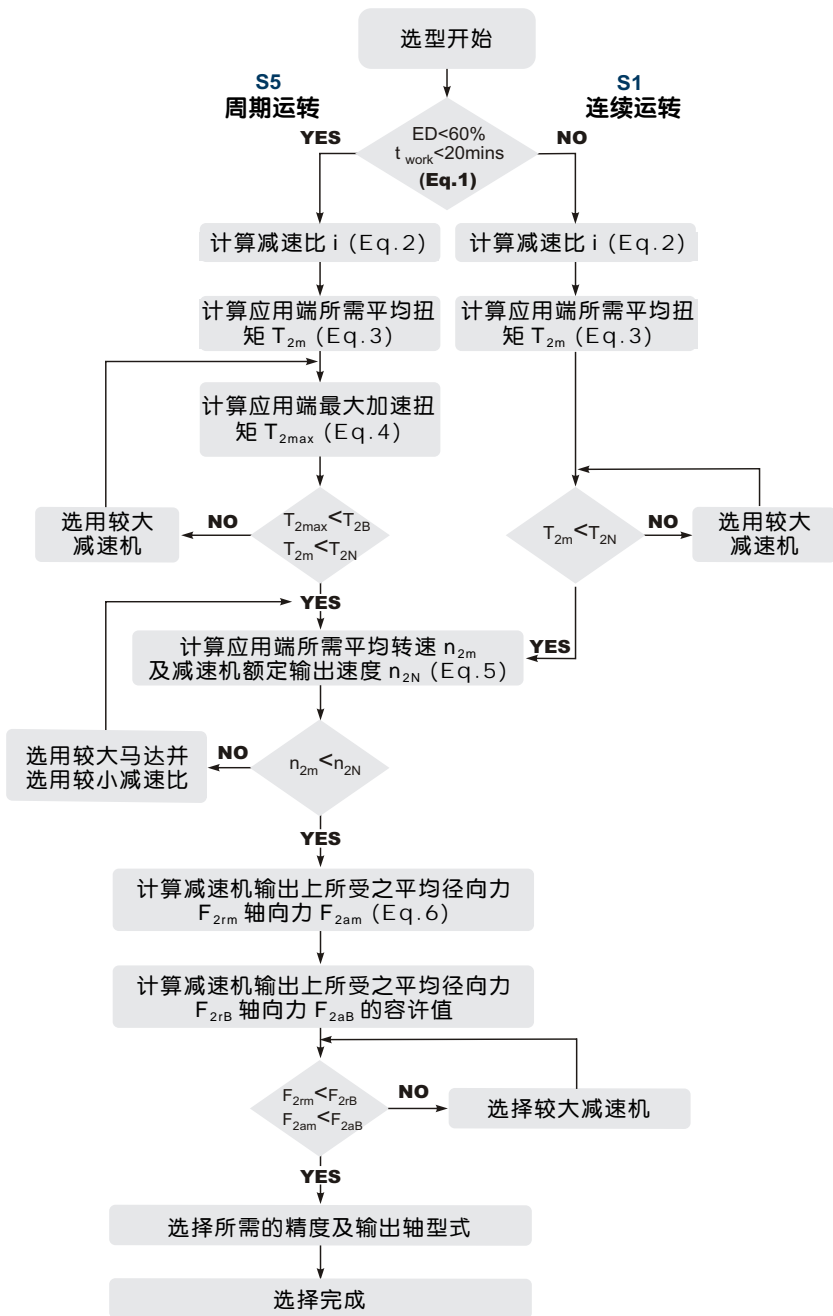 选型开始
S5
周期运转
S1
连续运转
YES
ED<60%
t work<20mins
(Eq.1)
NO
计算减速比 i (Eq.2)
计算减速比 i (Eq.2)
计算应用端所需平均扭
矩 T2m (Eq.3)
计算应用端所需平均扭
矩 T2m (Eq.3)
计算应用端最大加速扭
矩 T2max (Eq.4)
选用较大
减速机
NO
T2max<T2B
T2m<T2N
T2m<T2N
NO
选用较大
减速机
YES
YES
计算应用端所需平均转速 n2m
及减速机额定输出速度 n2N (Eq.5)
选用较大马达并
选用较小减速比
NO
n2m<n2N
YES
计算减速机输出上所受之平均径向力
F2rm 轴向力 F2am (Eq.6)
计算减速机输出上所受之平均径向力
F2rB 轴向力 F2aB 的容许值
F2rm<F2rB
F2am<F2aB
NO
选择较大减速机
YES
选择所需的精度及输出轴型式
选择完成